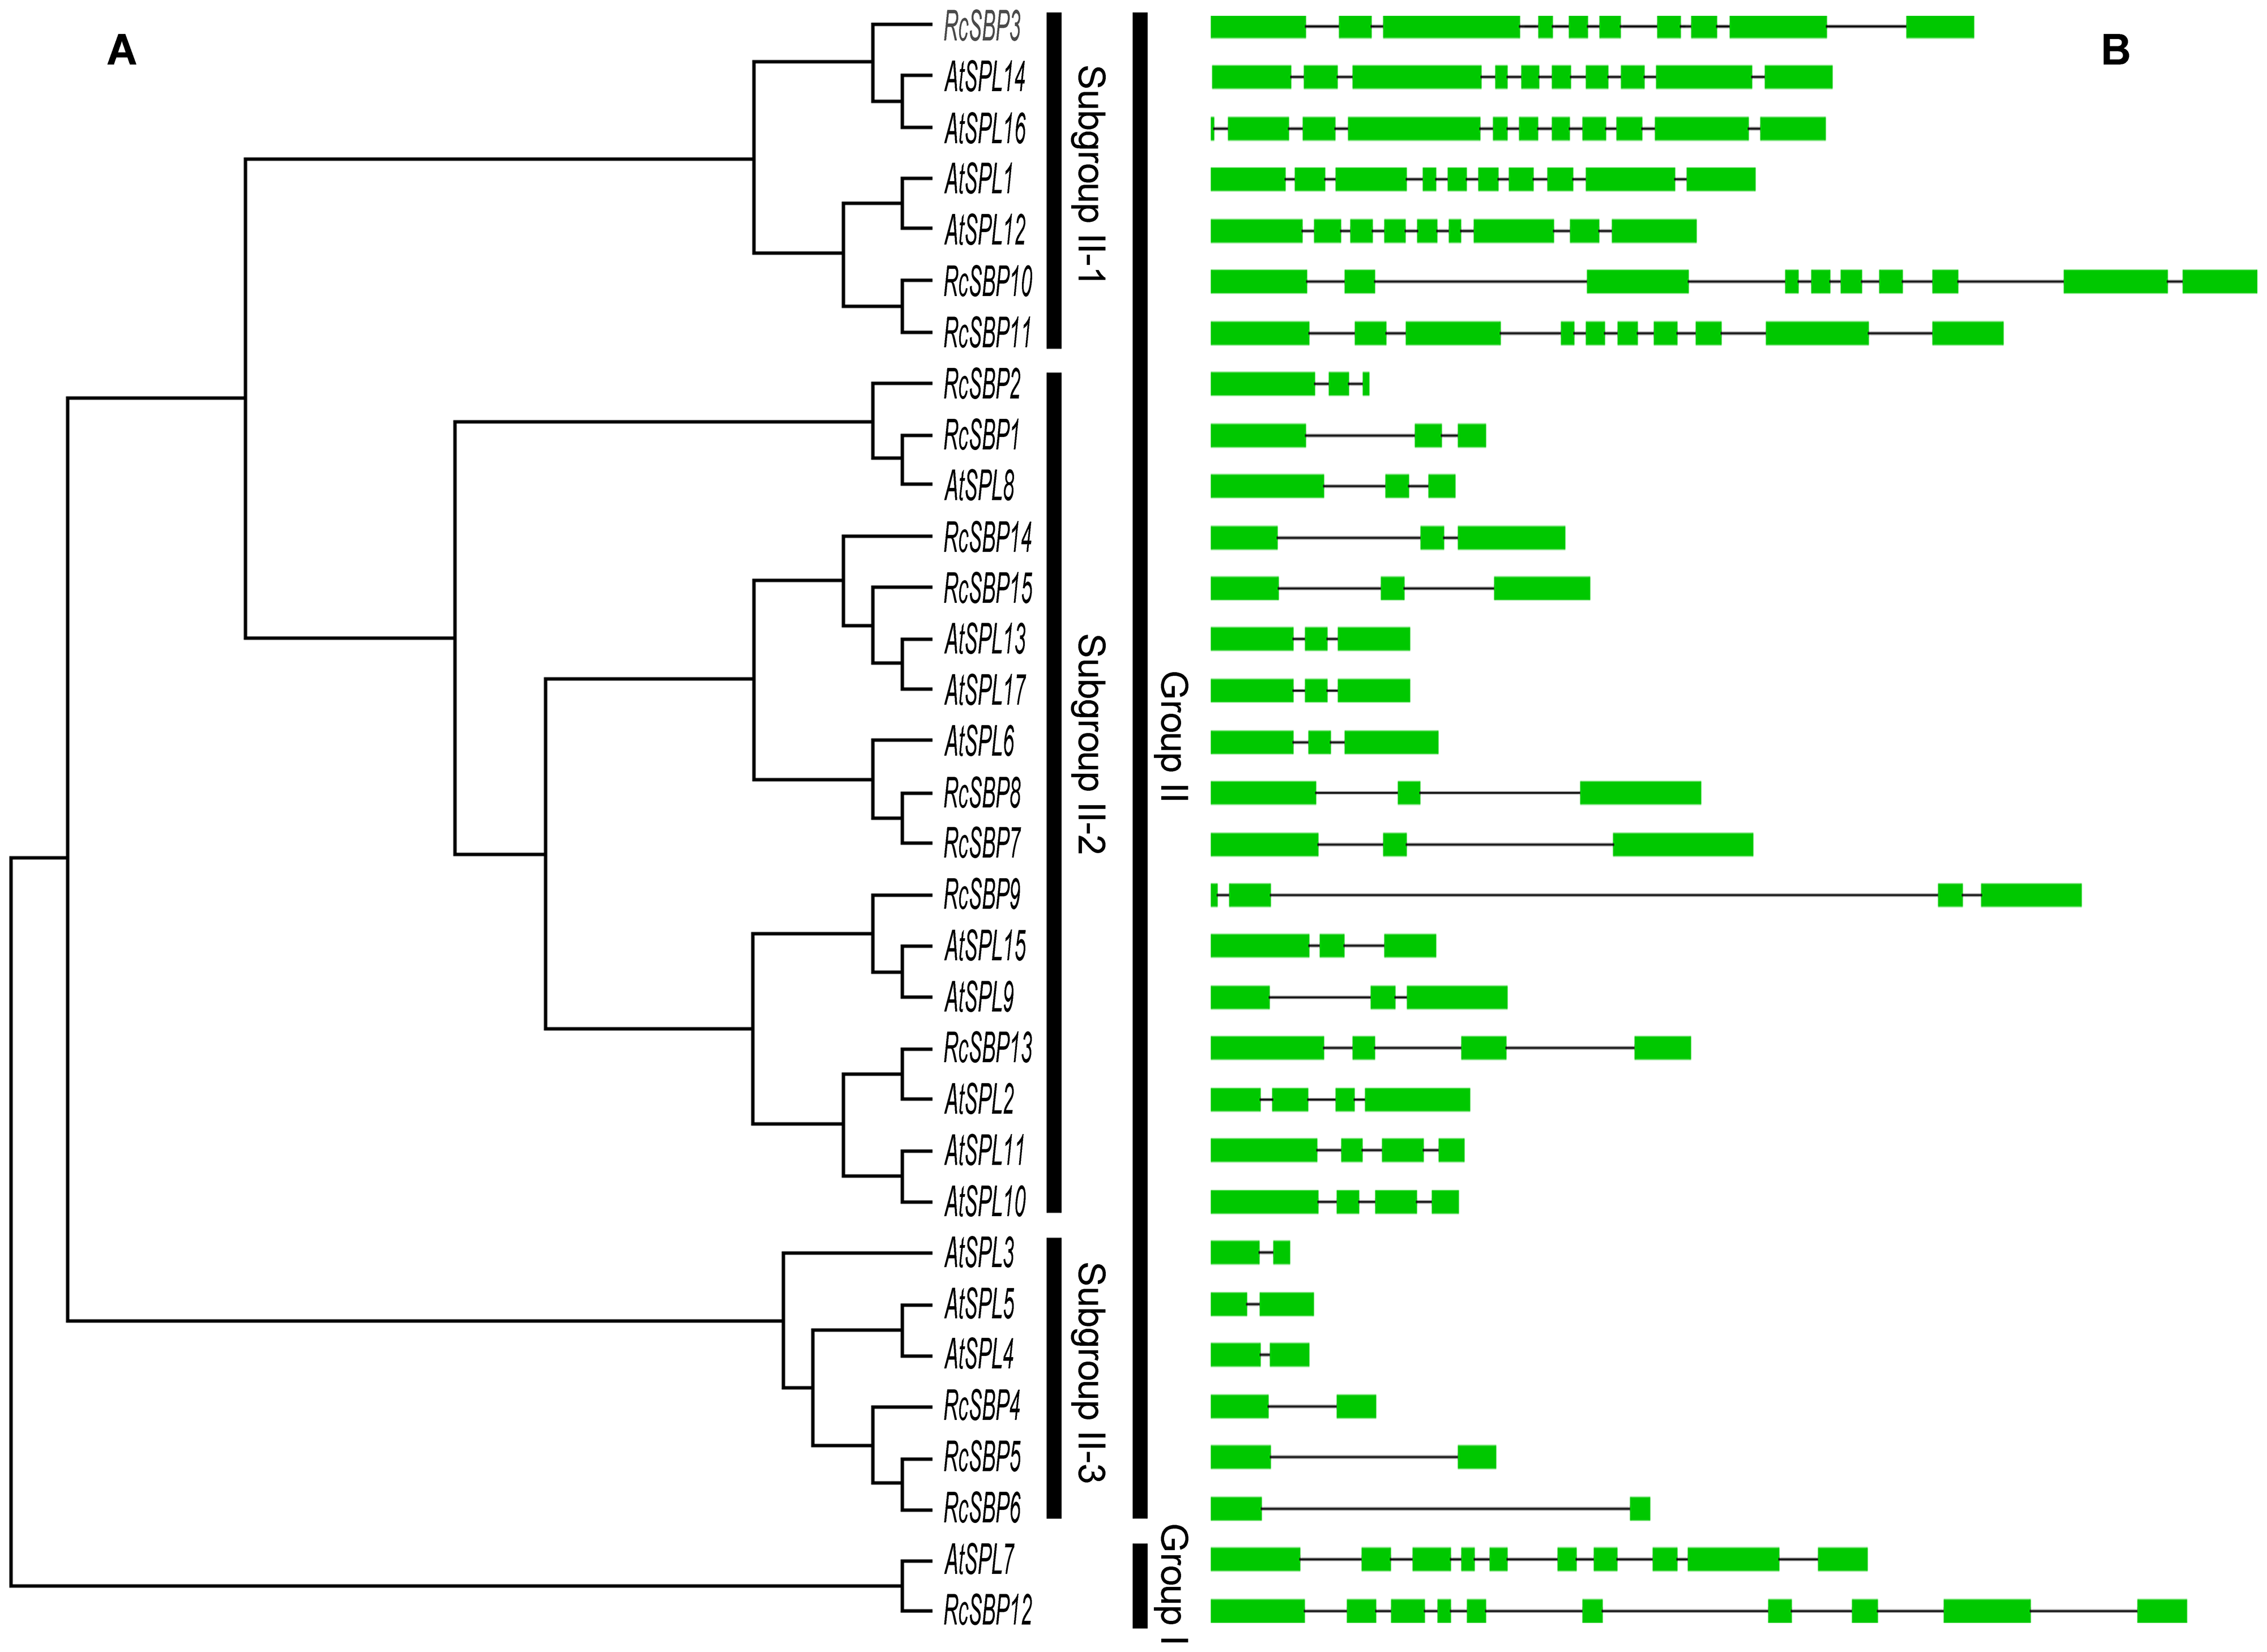 A
B
RcSBP3
AtSPL14
AtSPL16
AtSPL1
AtSPL12
RcSBP10
RcSBP11
RcSBP2
RcSBP1
AtSPL8
RcSBP14
RcSBP15
AtSPL13
AtSPL17
AtSPL6
RcSBP8
RcSBP7
RcSBP9
AtSPL15
AtSPL9
RcSBP13
AtSPL2
AtSPL11
AtSPL10
AtSPL3
AtSPL5
AtSPL4
RcSBP4
RcSBP5
RcSBP6
AtSPL7
RcSBP12
Subgroup II-1
Subgroup II-2
Subgroup II-3
Group II
Group I